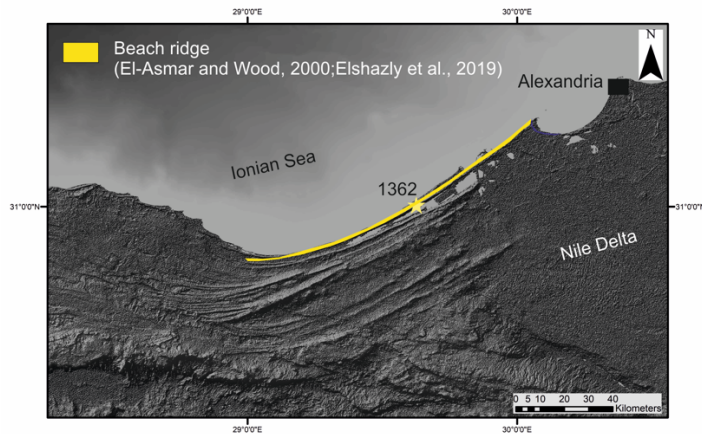 29°0'0"E
30°0'0"E
Beach ridge
(El-Asmar and Wood, 2000;Elshazly et al., 2019)
N
Alexandria
Ionian Sea
1362
31°0'0"N
31°0'0"N
Nile Delta
0 5 10 20 30 40
Kilometers
29°0'0"E
30°0'0"E